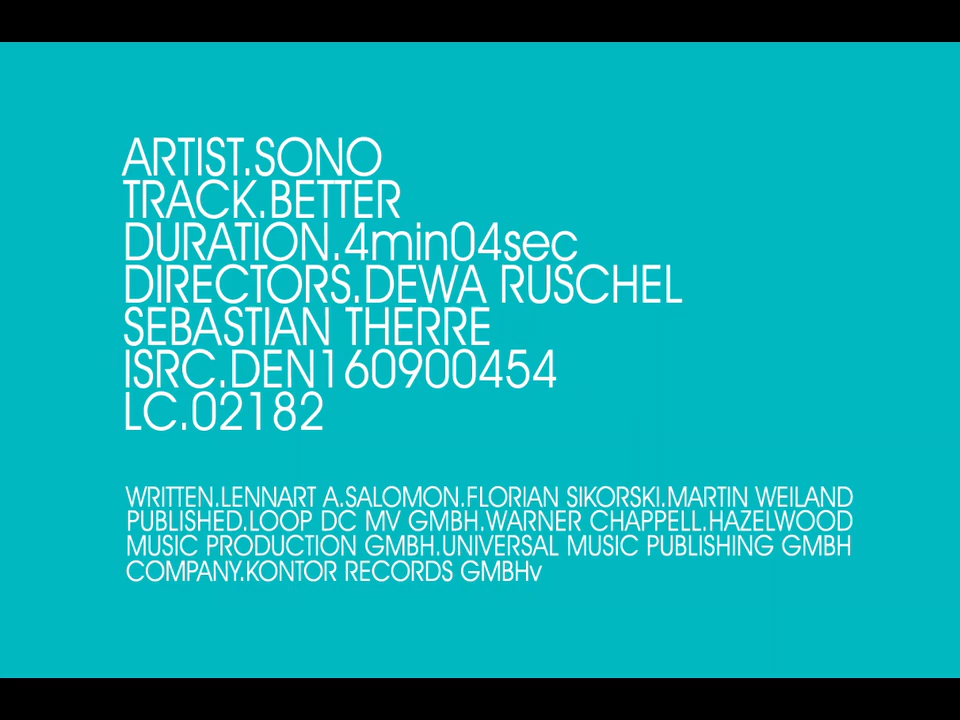 ARTIST.SONO
TRACK.BETTER
DURATION.4min04sec
DIRECTORS.DEWA RUSCHEL
SEBASTIAN THERRE
ISRC.DEN160900454
LC.02182
WRITTEN.LENNART A.SALOMON.FLORIAN SIKORSKI.MARTIN WEILAND
PUBLISHED.LOOP DC MV GMBH.WARNER CHAPPELL.HAZELWOOD
MUSIC PRODUCTION GMBH.UNIVERSAL MUSIC PUBLISHING GMBH
COMPANY.KONTOR RECORDS GMBHv